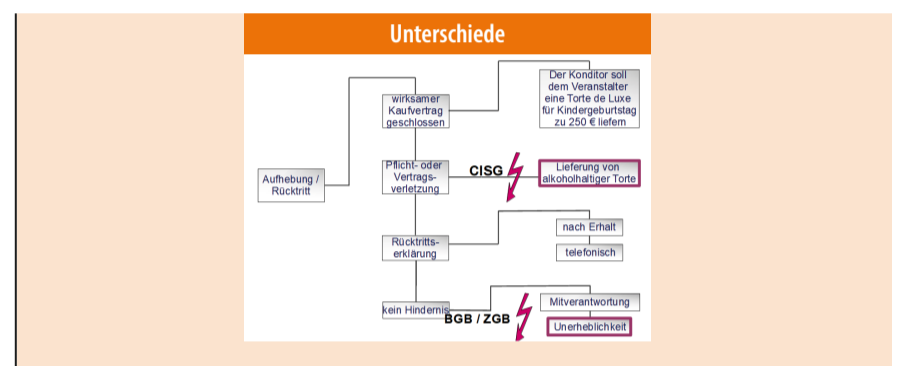 Unterschiede
Der Konditor soll
dem Veranstalter
eine Torte de Luxe
für Kindergeburtstag
zu 250 € liefern
wirksamer
Kaufvertrag
geschlossen
Aufhebung /
Rücktritt
Pflicht- oder
Vertrags-
verletzung
CISG
Lieferung von
alkoholhaltiger Torte
Rücktritts-
erklärung
nach Erhalt
telefonisch
kein Hindernis
BGB / ZGB
Mitverantwortung
Unerheblichkeit